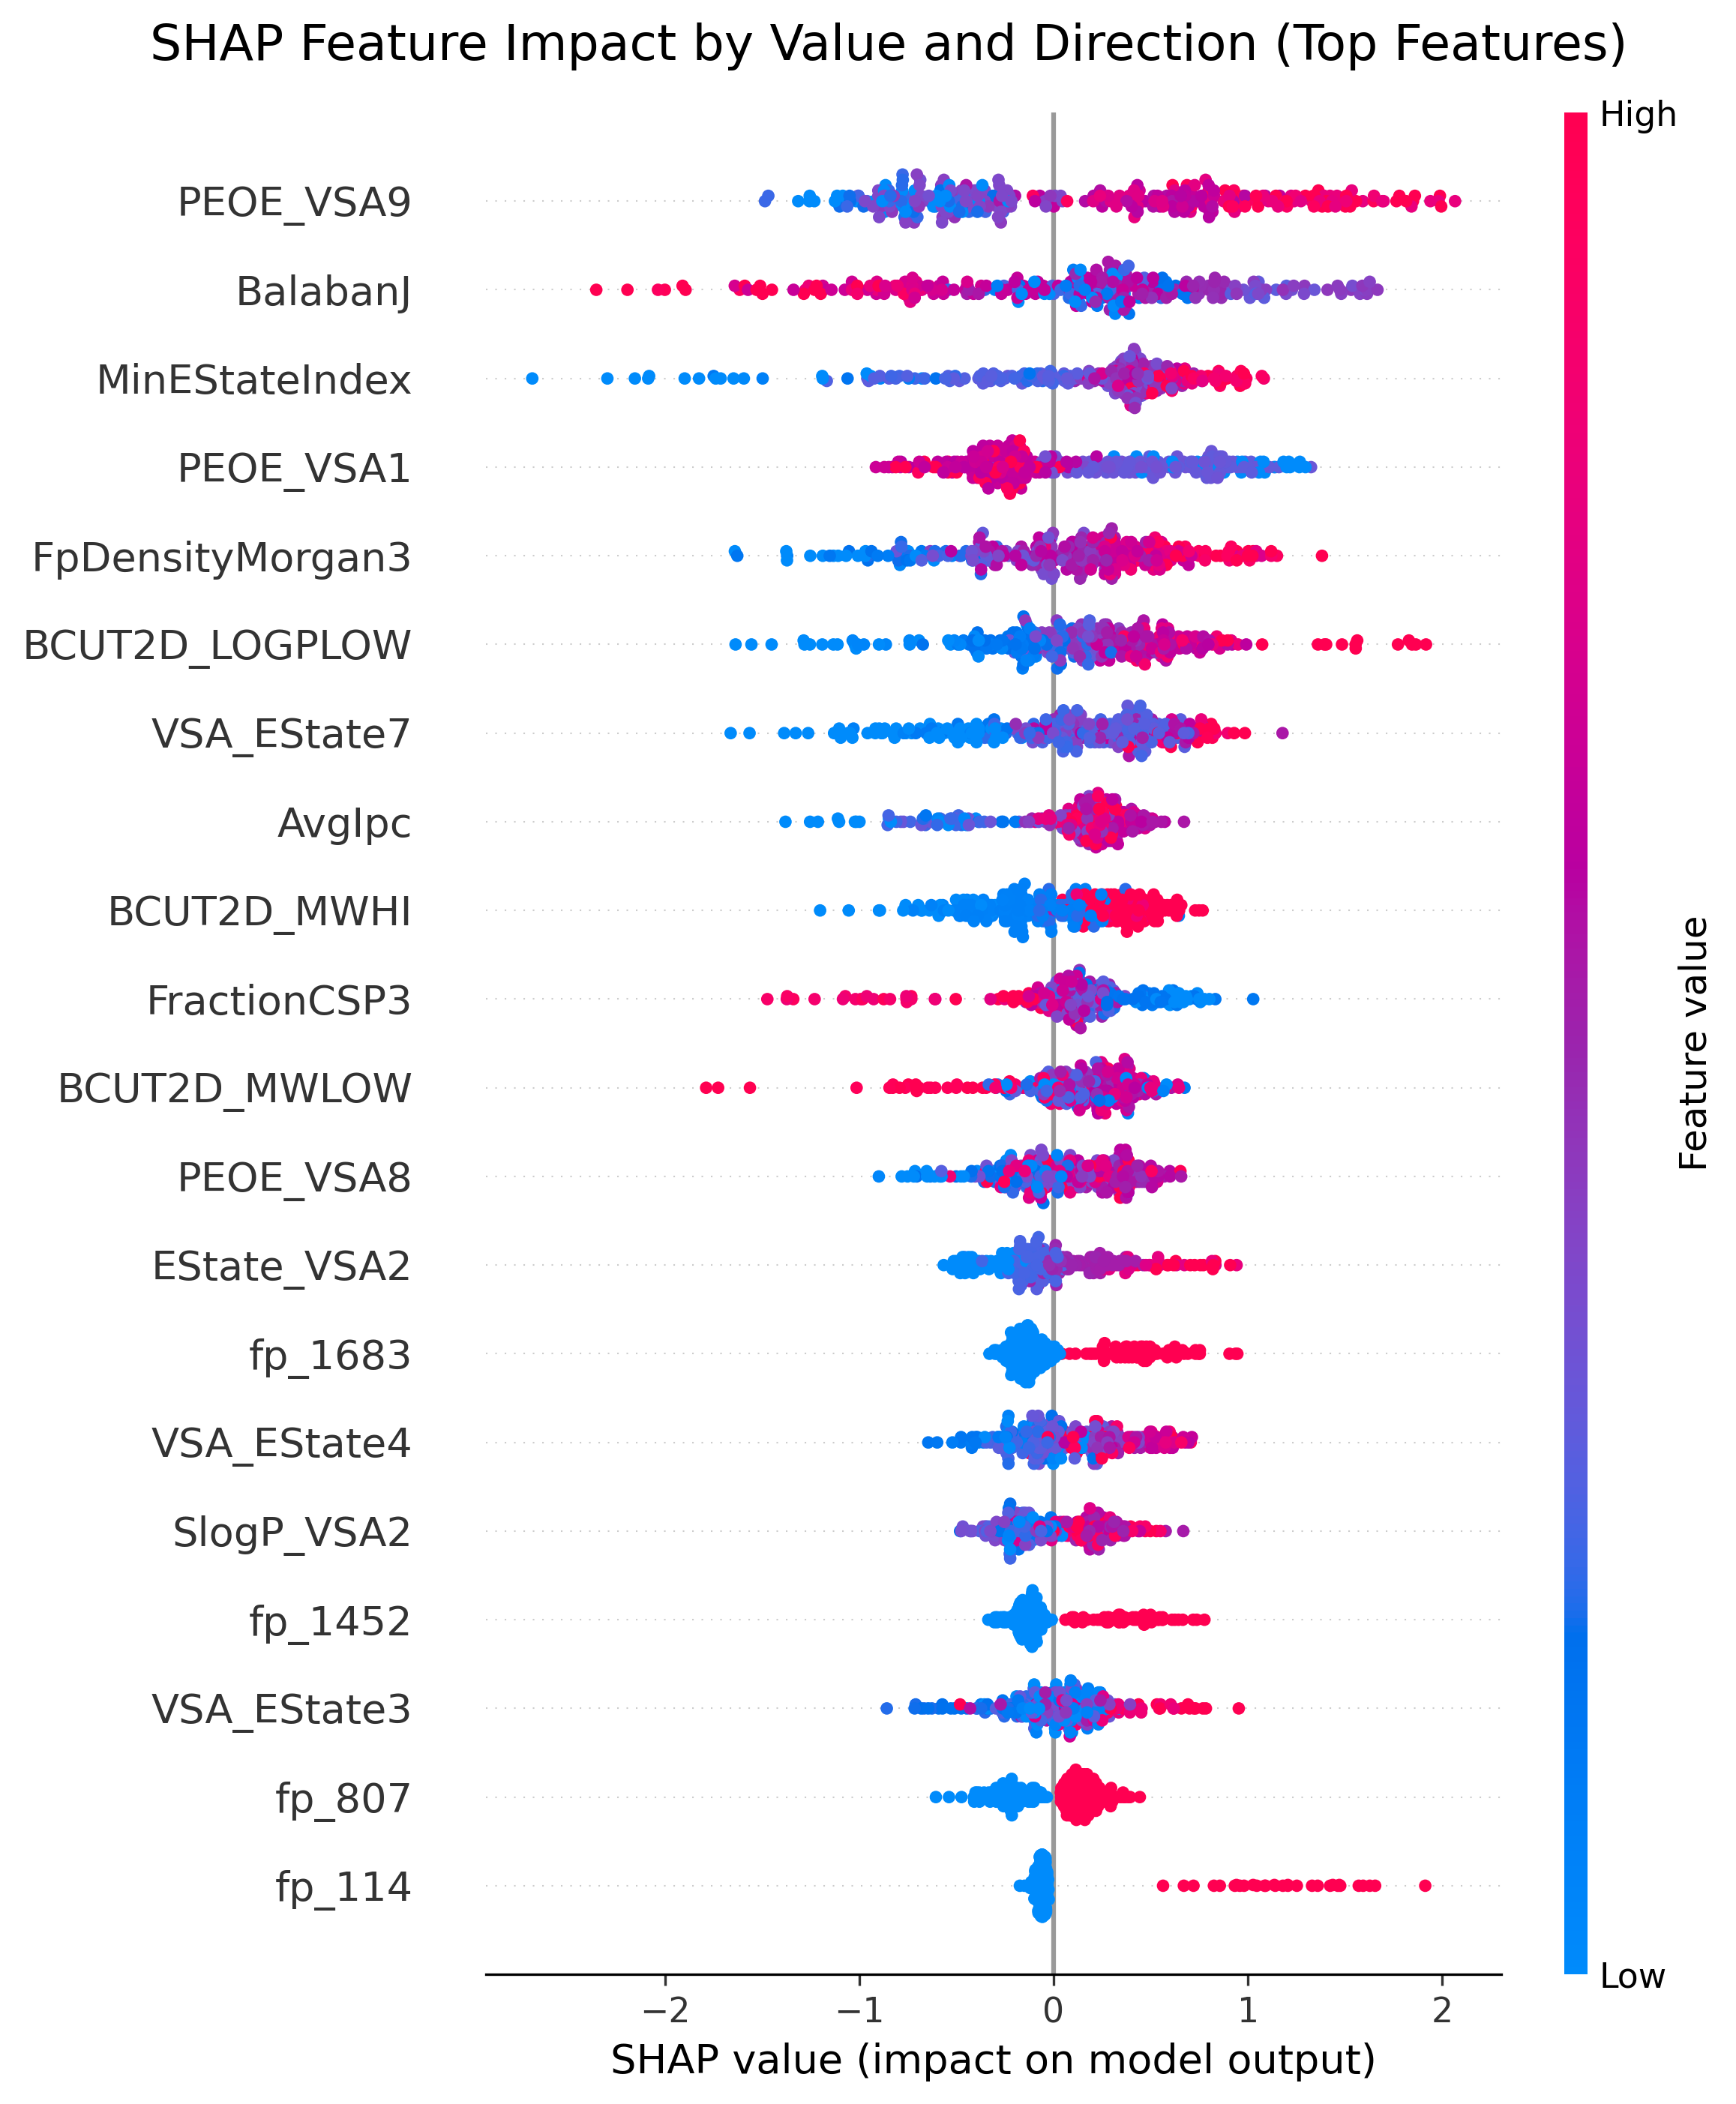 SHAP Feature Impact by Value and Direction (Top Features)
High
PEOE_VSA9
BalabanJ
MinEStateIndex
PEOE_VSA1
FpDensityMorgan3
BCUT2D_LOGPLOW
VSA_EState7
AvgIpc
BCUT2D_MWHI
FractionCSP3
BCUT2D_MWLOW
PEOE_VSA8
EState_VSA2
fp_1683
VSA_EState4
SlogP_VSA2
fp_1452
VSA_EState3
fp_807
fp_114
Feature value
Low
−2 −1 0 1 2
SHAP value (impact on model output)